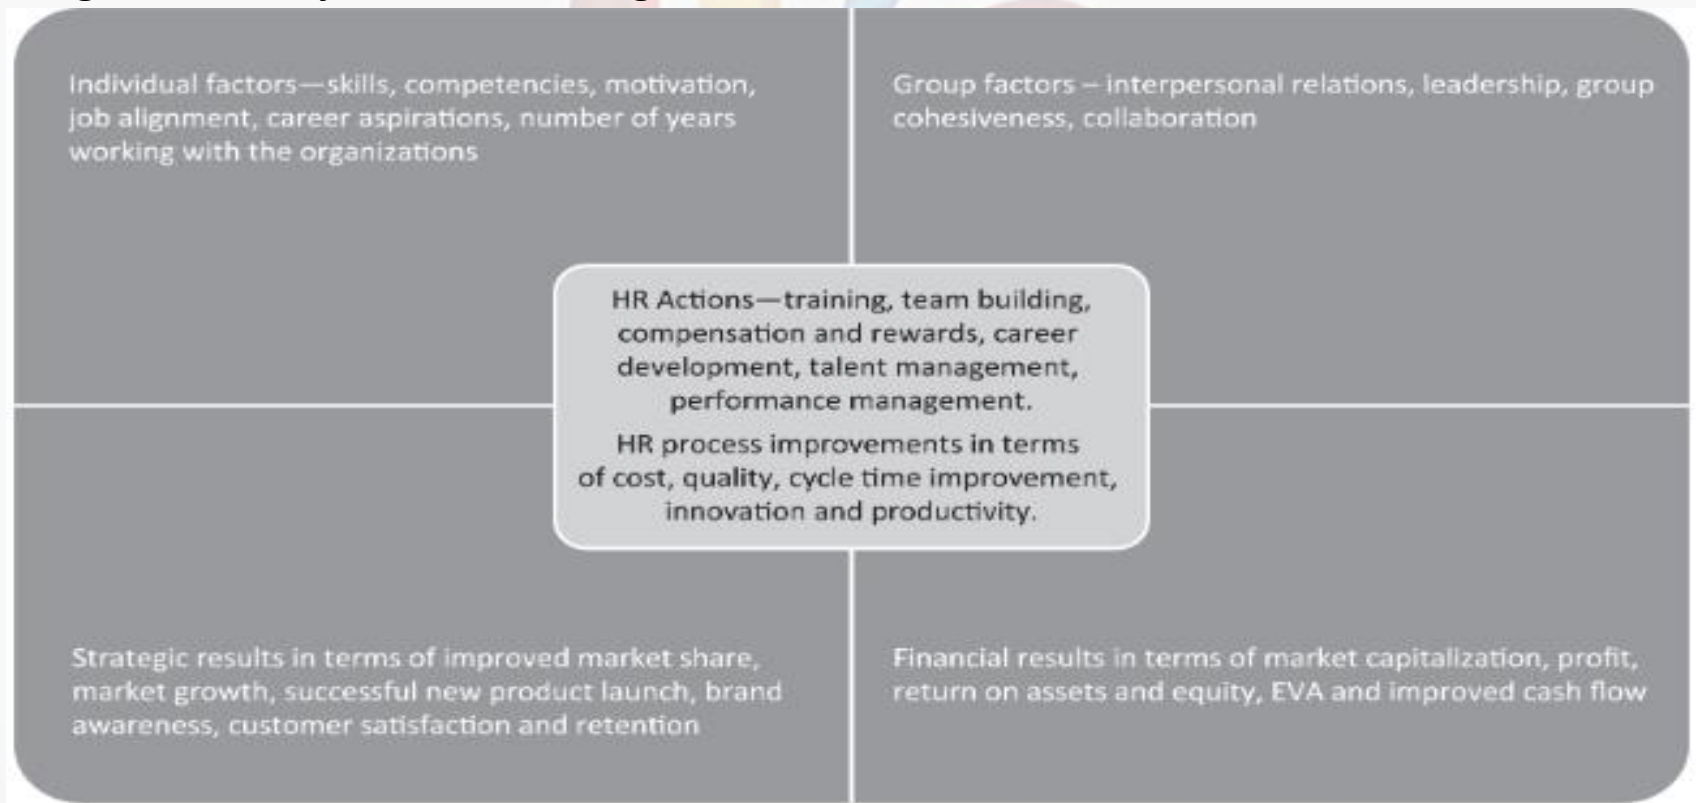 Individual factors—skills, competencies, motivation,
job alignment, career aspirations, number of years
working with the organizations
Group factors – interpersonal relations, leadership, group
cohesiveness, collaboration
HR Actions—training, team building,
compensation and rewards, career
development, talent management,
performance management.
HR process improvements in terms
of cost, quality, cycle time improvement,
innovation and productivity.
Strategic results in terms of improved market share,
market growth, successful new product launch, brand
awareness, customer satisfaction and retention
Financial results in terms of market capitalization, profit,
return on assets and equity, EVA and improved cash flow